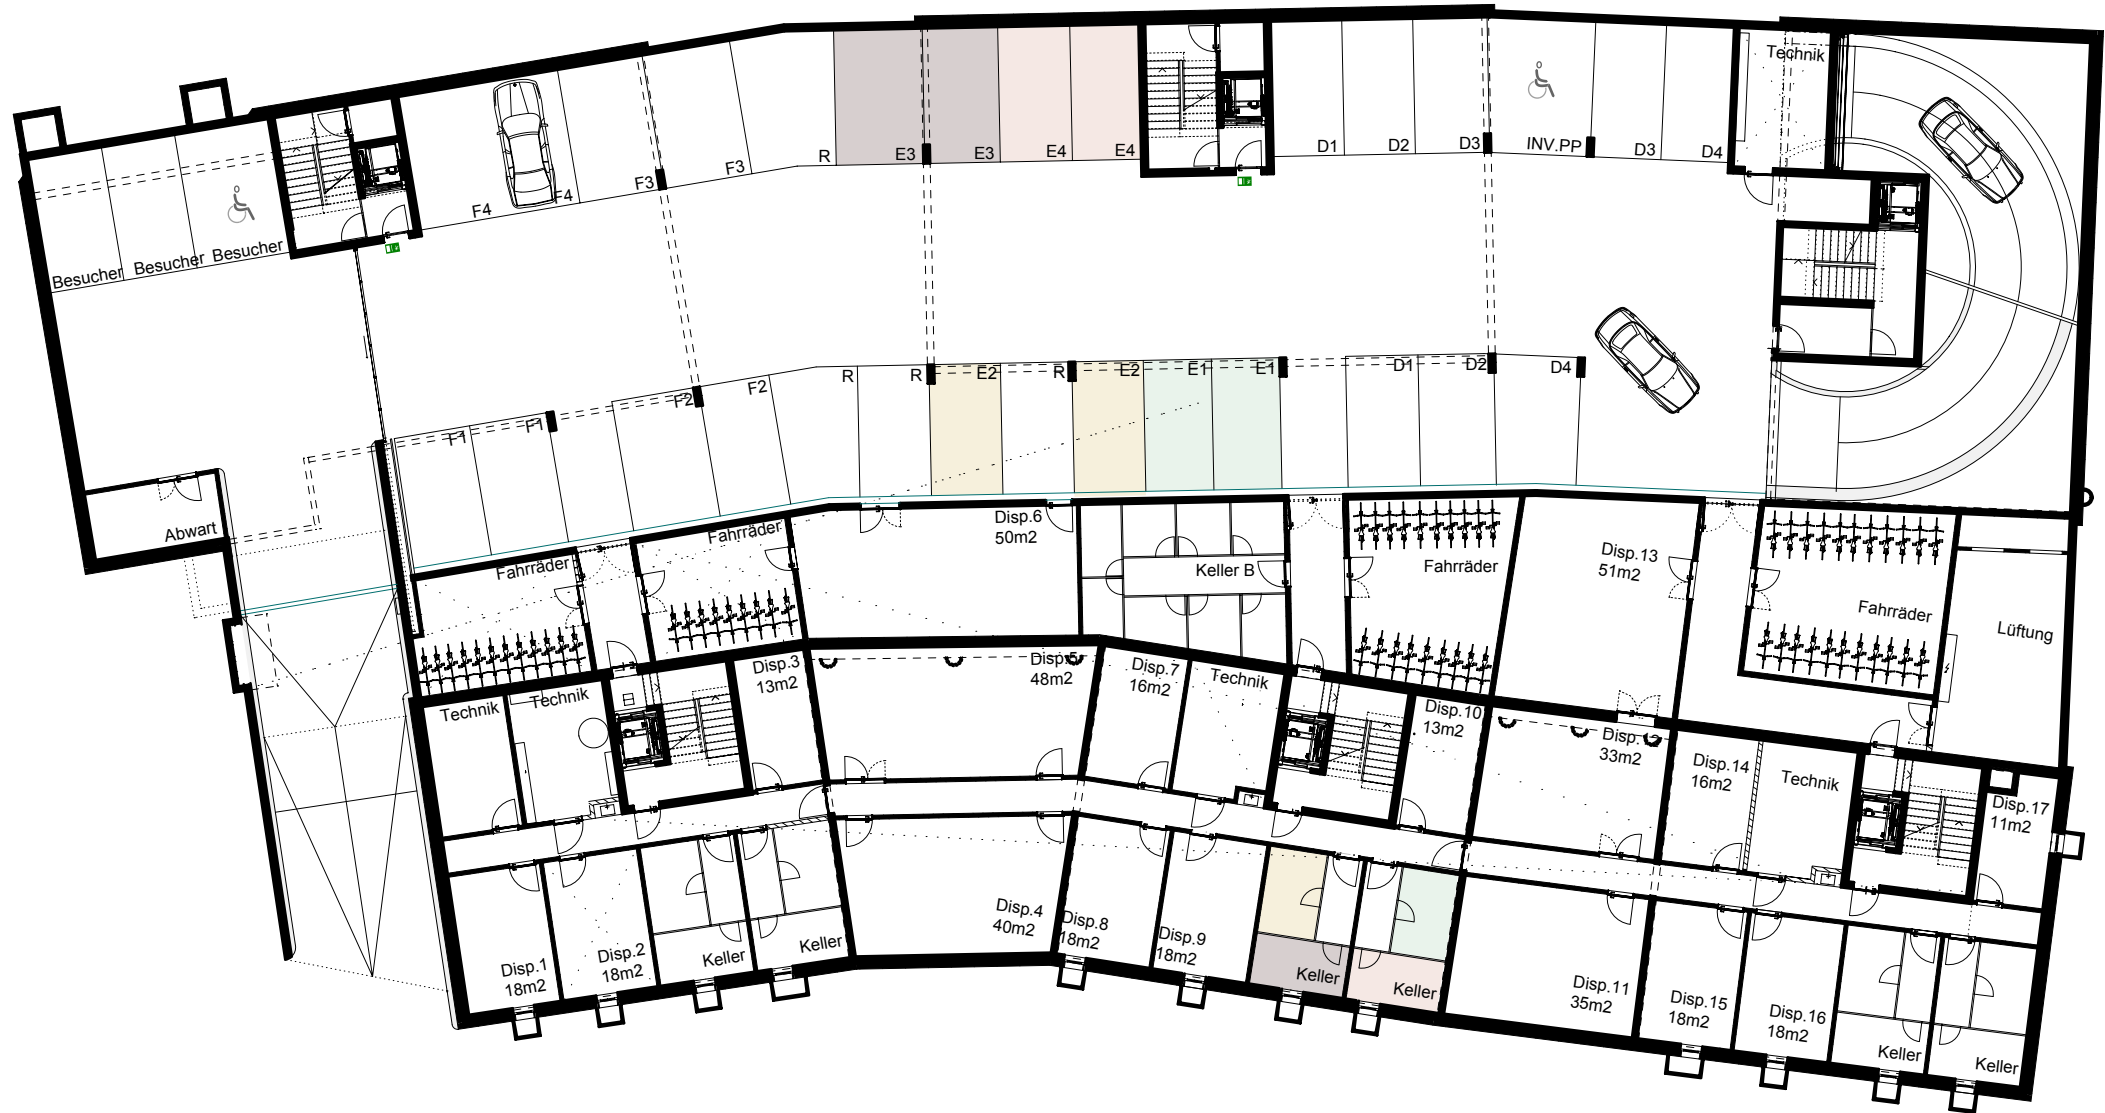 Technik
R
E3
E3
E4
E4
D1
D2
D3
INV.PP
D3
D4
F4
F4
F3
F3
Besucher
Besucher
Besucher
F1
F1
F2
F2
R
R
E2
R
E2
E1
E1
D1
D2
D4
Abwart
Fahrräder
Fahrräder
Disp.6
50m2
Keller B
Fahrräder
Disp.13
51m2
Fahrräder
Lüftung
Technik
Technik
Disp.3
13m2
Disp.5
48m2
Disp.7
16m2
Technik
Disp.10
13m2
33m2
Disp.14
16m2
Technik
Disp.17
11m2
Disp.1
18m2
Disp.2
18m2
Keller
Keller
Disp.4
40m2
Disp.8
18m2
Disp.9
18m2
Keller
Keller
Disp.11
35m2
Disp.15
18m2
Disp.16
18m2
Keller
Keller